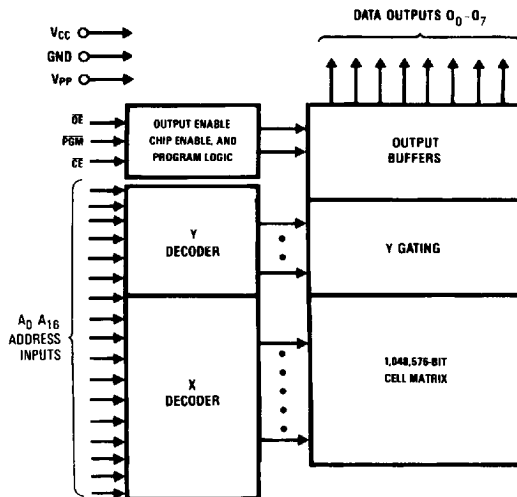 DATA OUTPUTS O0-O7
VCC
GND
VPP
OE
PGM
CE
OUTPUT ENABLE
CHIP ENABLE, AND
PROGRAM LOGIC
OUTPUT
BUFFERS
Y
DECODER
Y GATING
A0 A16
ADDRESS
INPUTS
X
DECODER
1,048,576-BIT
CELL MATRIX